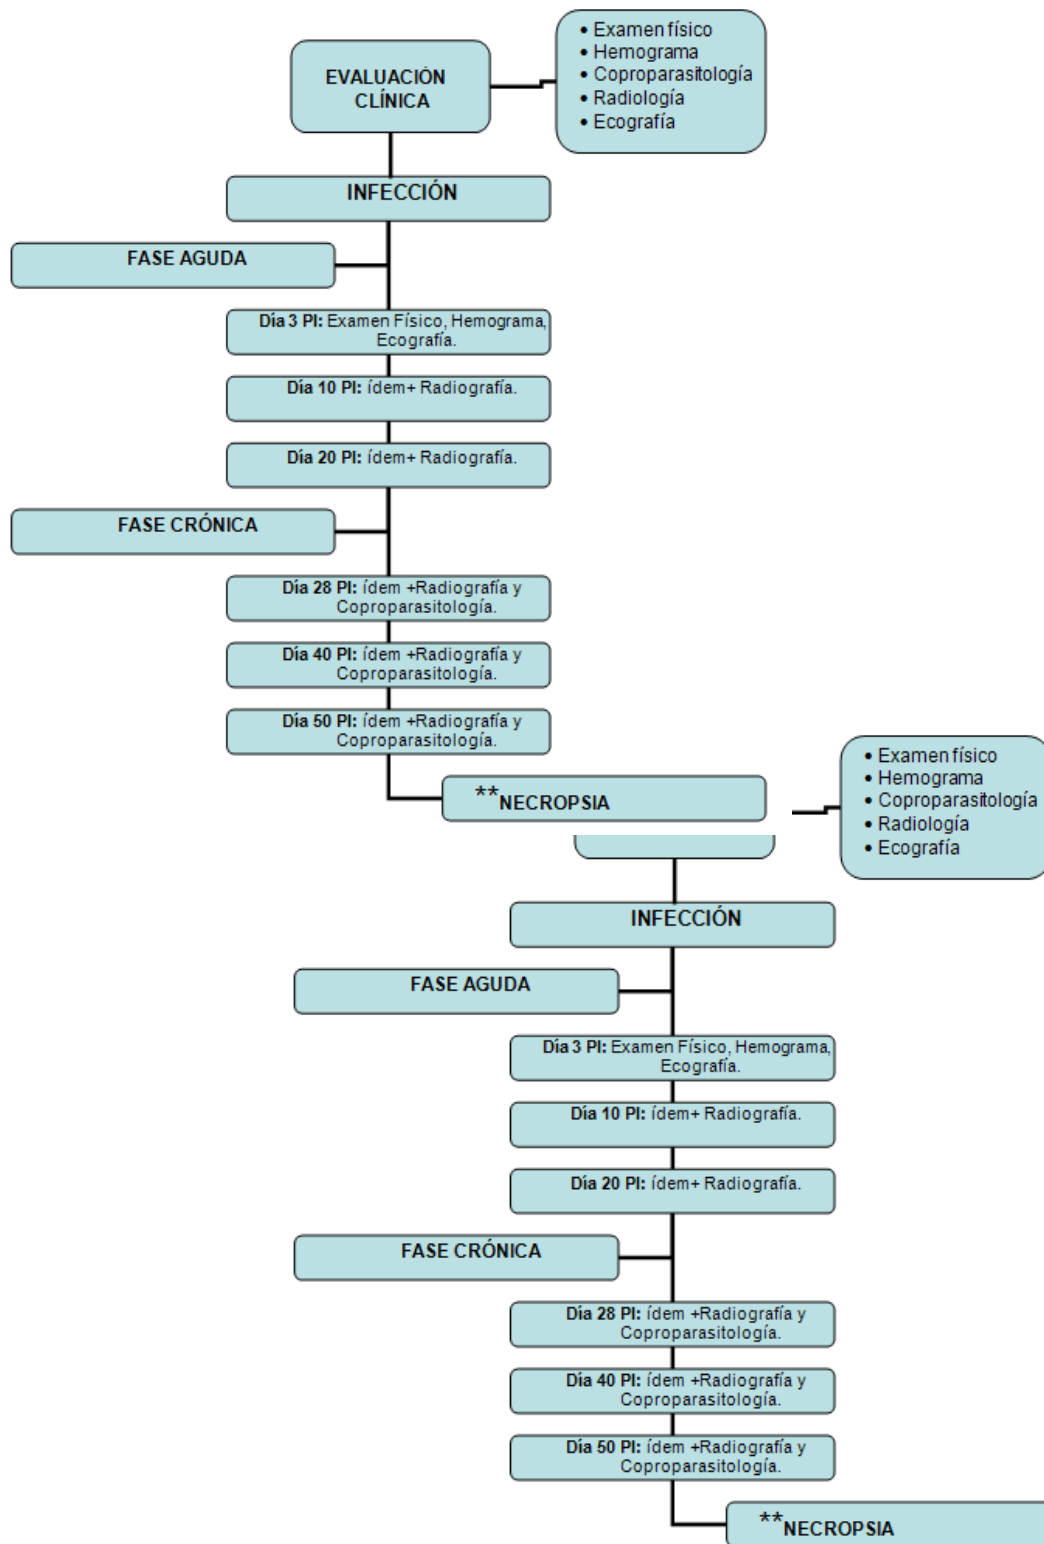 EVALUACIÓN
CLÍNICA
• Examen físico
• Hemograma
• Coproparasitología
• Radiología
• Ecografía
INFECCIÓN
FASE AGUDA
Día 3 PI: Examen Físico, Hemograma,
Ecografía.
Día 10 PI: ídem+ Radiografía.
Día 20 PI: ídem+ Radiografía.
FASE CRÓNICA
Día 28 PI: ídem +Radiografía y
Coproparasitología.
Día 40 PI: ídem +Radiografía y
Coproparasitología.
Día 50 PI: ídem +Radiografía y
Coproparasitología.
**NECROPSIA
• Examen físico
• Hemograma
• Coproparasitología
• Radiología
• Ecografía
INFECCIÓN
FASE AGUDA
Día 3 PI: Examen Físico, Hemograma,
Ecografía.
Día 10 PI: ídem+ Radiografía.
Día 20 PI: ídem+ Radiografía.
FASE CRÓNICA
Día 28 PI: ídem +Radiografía y
Coproparasitología.
Día 40 PI: ídem +Radiografía y
Coproparasitología.
Día 50 PI: ídem +Radiografía y
Coproparasitología.
**NECROPSIA